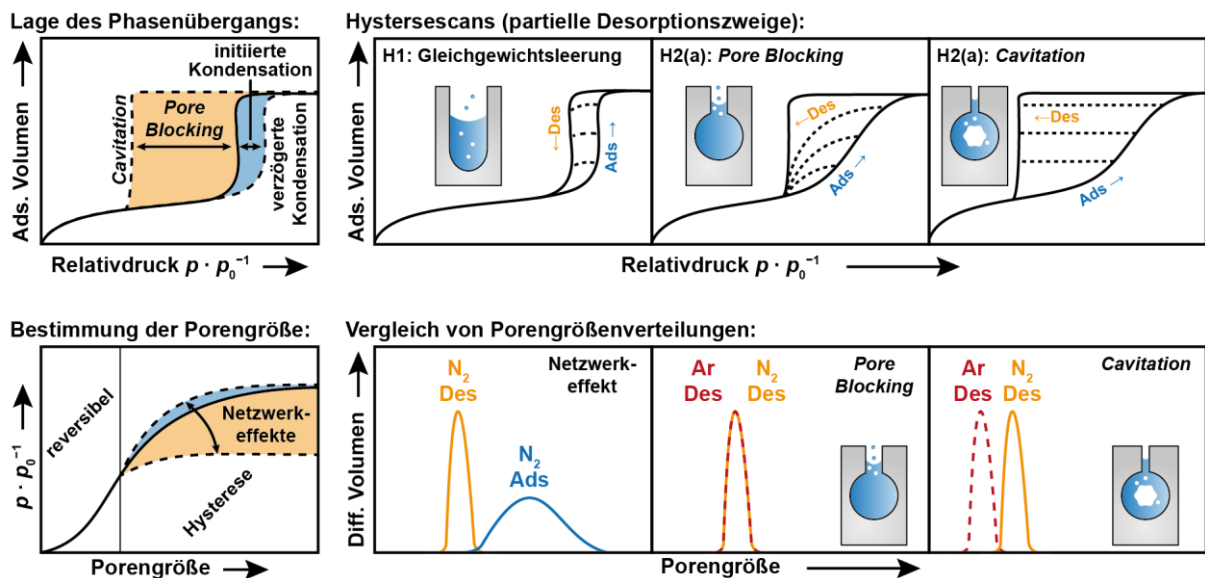 Lage des Phasenübergangs:
Ads. Volumen
initiierte
Kondensation
Cavitation
Pore
Blocking
verzögerte
Kondensation
Relativdruck p · p₀⁻¹
Hystersescans (partielle Desorptionszweige):
H1: Gleichgewichtsleerung
←Des
Ads →
H2(a): Pore Blocking
←Des
Ads →
H2(a): Cavitation
←Des
Ads →
Relativdruck p · p₀⁻¹
Bestimmung der Porengröße:
p · p₀⁻¹
reversibel
Netzwerk-
effekte
Hysterese
Porengröße
Vergleich von Porengrößenverteilungen:
Diff. Volumen
N₂
Des
Netzwerk-
effekt
N₂
Ads
Ar
Des
N₂
Des
Pore
Blocking
Ar
Des
N₂
Des
Cavitation
Porengröße